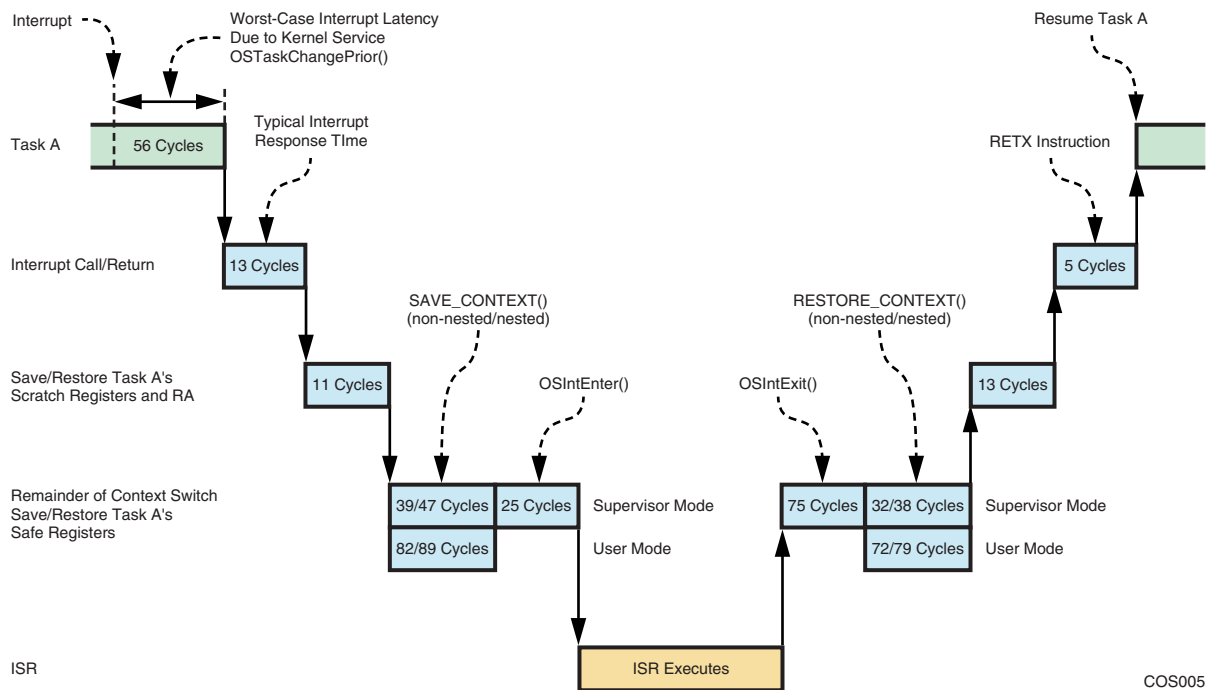 Interrupt
Worst-Case Interrupt Latency
Due to Kernel Service
OSTaskChangePrior()
Resume Task A
Task A
56 Cycles
Typical Interrupt
Response TIme
RETX Instruction
Interrupt Call/Return
13 Cycles
5 Cycles
SAVE_CONTEXT()
(non-nested/nested)
RESTORE_CONTEXT()
(non-nested/nested)
Save/Restore Task A's
Scratch Registers and RA
11 Cycles
OSIntEnter()
OSIntExit()
13 Cycles
Remainder of Context Switch
Save/Restore Task A's
Safe Registers
39/47 Cycles
25 Cycles
Supervisor Mode
75 Cycles
32/38 Cycles
Supervisor Mode
82/89 Cycles
User Mode
72/79 Cycles
User Mode
ISR
ISR Executes
COS005